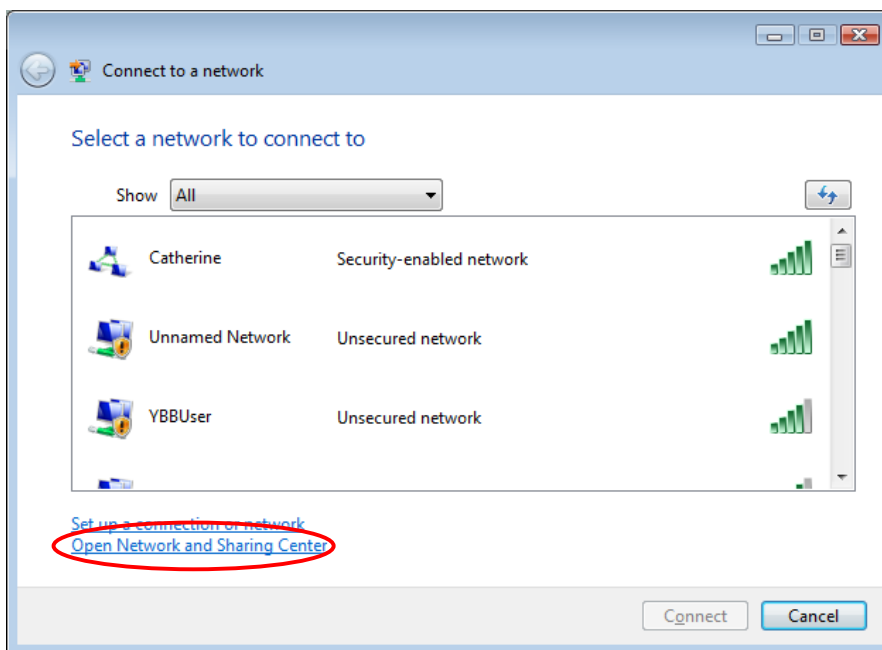 Connect to a network
Select a network to connect to
Show All
Catherine Security-enabled network
Unnamed Network Unsecured network
YBBUser Unsecured network
Set up a connection or network
Open Network and Sharing Center
Connect Cancel